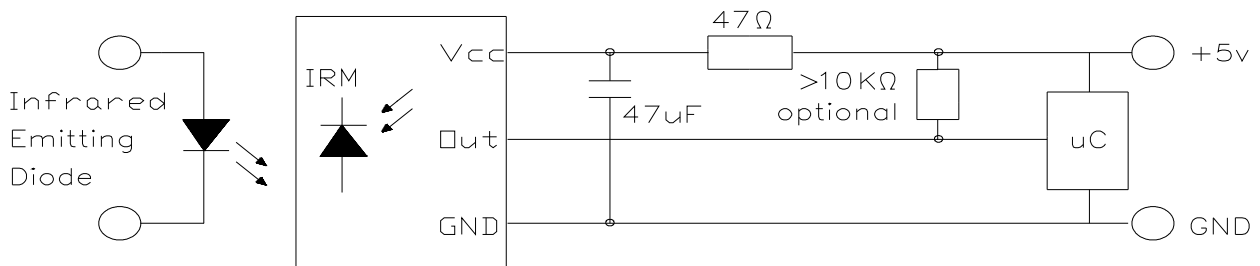 47Ω
Vcc
+5v
IRM
>10KΩ
optional
Infrared
Emitting
Diode
47uF
Out
uC
GND
GND